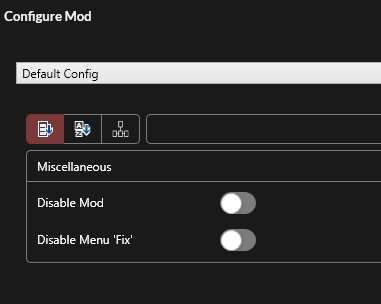 Configure Mod
Default Config
Miscellaneous
Disable Mod
Disable Menu 'Fix'